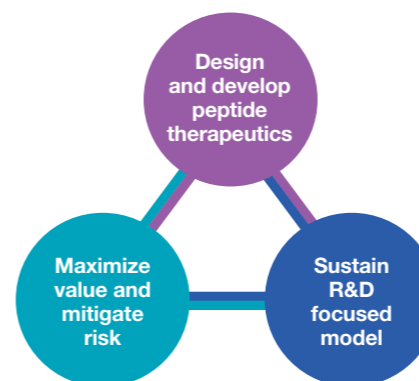 Design
and develop
peptide
therapeutics
Maximize
value and
mitigate
risk
Sustain
R&D
focused
model